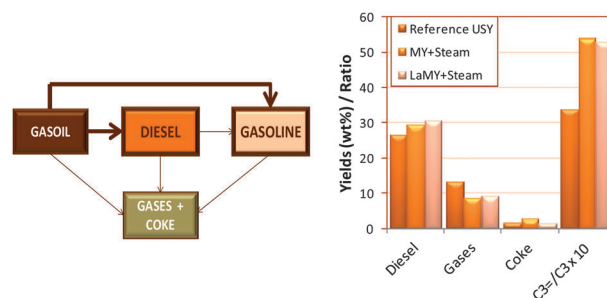 GASOIL
DIESEL
GASOLINE
GASES +
COKE
Yields (wt%) / Ratio
60
50
40
30
20
10
0
Reference USY
MY+Steam
LaMY+Steam
Diesel
Gases
Coke
C3=/C3x 10